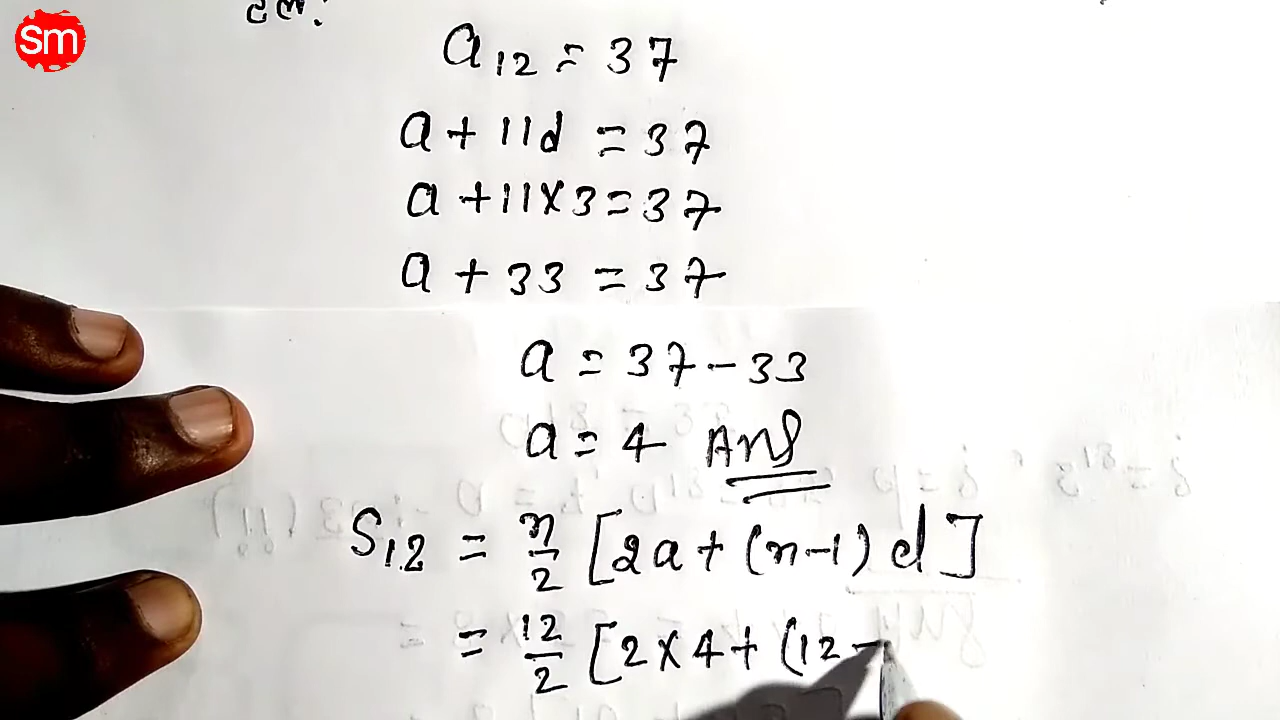 Sm
हल:
a₁₂ = 37
a + 11d = 37
a + 11×3 = 37
a + 33 = 37
a = 37 - 33
a = 4 Ans
S₁₂ = n/2 [2a + (n-1) d]
= 12/2 [2 × 4 + (12 -